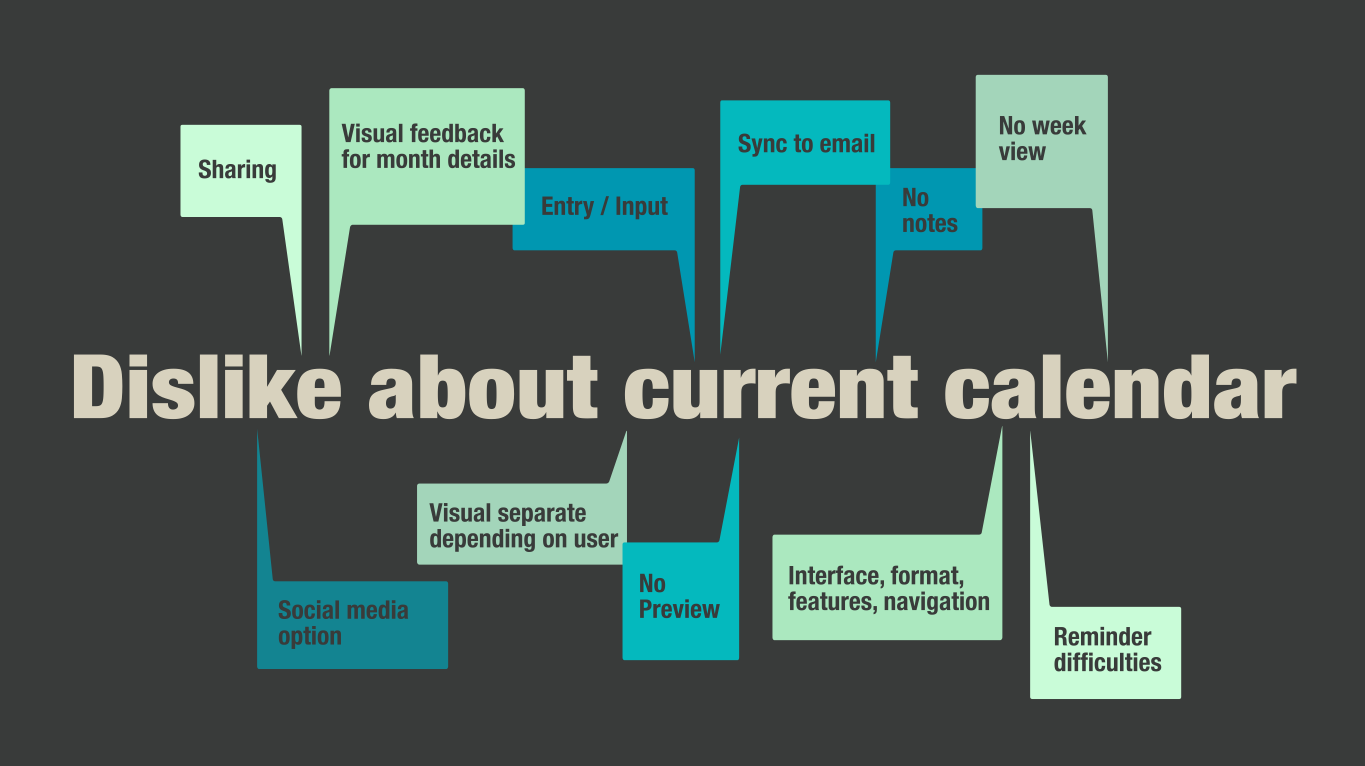 Sharing
Visual feedback
for month details
Entry / Input
Sync to email
No
notes
No week
view
Dislike about current calendar
Social media
option
Visual separate
depending on user
No
Preview
Interface, format,
features, navigation
Reminder
difficulties